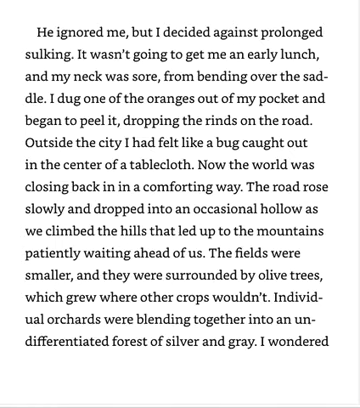 He ignored me, but I decided against prolonged
sulking. It wasn’t going to get me an early lunch,
and my neck was sore, from bending over the sad-
dle. I dug one of the oranges out of my pocket and
began to peel it, dropping the rinds on the road.
Outside the city I had felt like a bug caught out
in the center of a tablecloth. Now the world was
closing back in in a comforting way. The road rose
slowly and dropped into an occasional hollow as
we climbed the hills that led up to the mountains
patiently waiting ahead of us. The fields were
smaller, and they were surrounded by olive trees,
which grew where other crops wouldn’t. Individ-
ual orchards were blending together into an un-
differentiated forest of silver and gray. I wondered